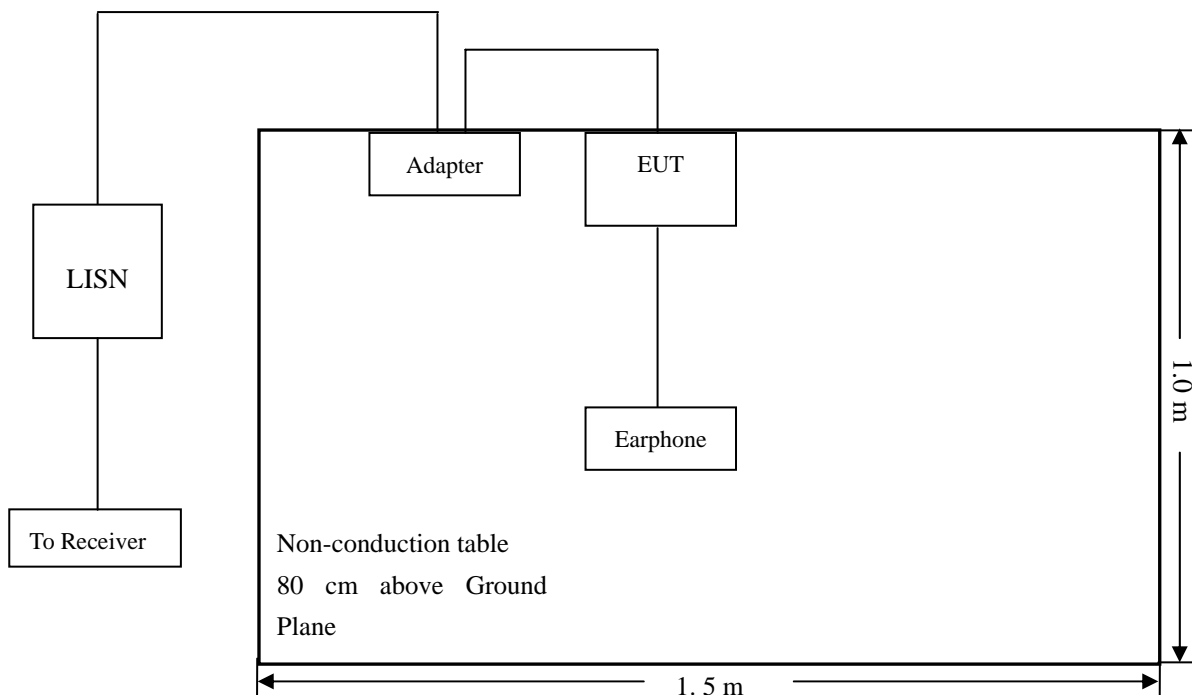 Adapter
EUT
LISN
Earphone
To Receiver
Non-conduction table
80 cm above Ground
Plane
1.0 m
1. 5 m